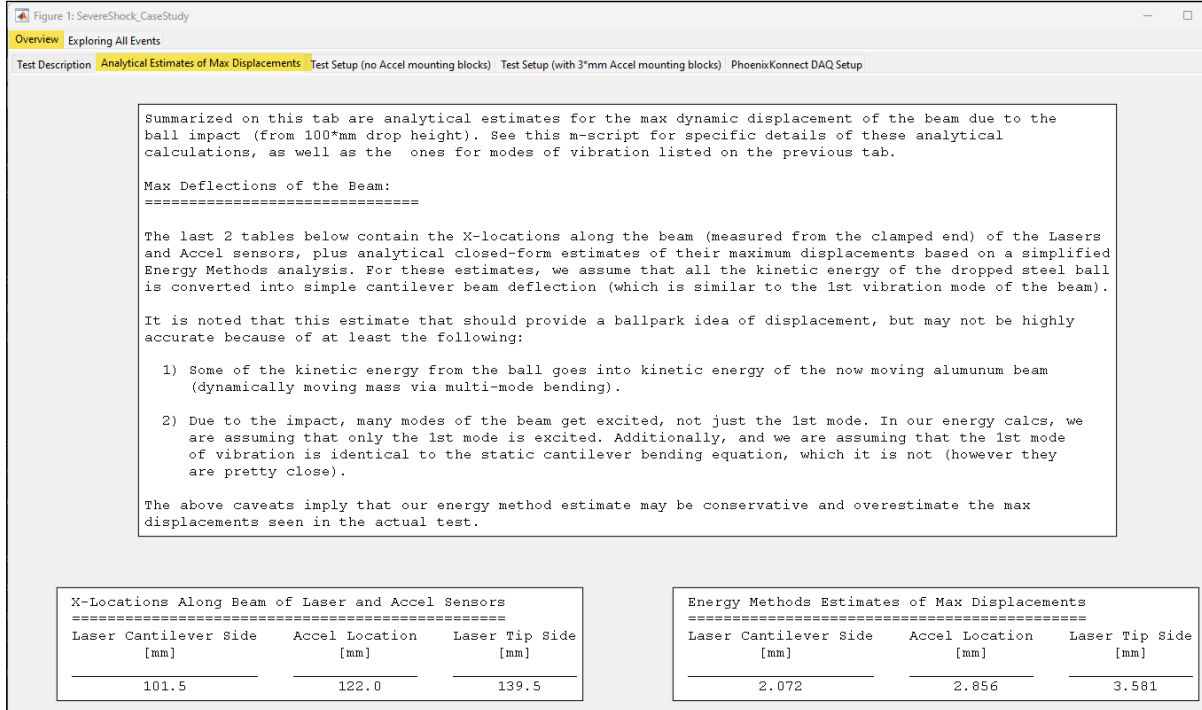 Figure 1: SevereShock_CaseStudy
Overview Exploring All Events
Test Description Analytical Estimates of Max Displacements Test Setup (no Accel mounting blocks) Test Setup (with 3*mm Accel mounting blocks) PhoenixKonnect DAQ Setup
Summarized on this tab are analytical estimates for the max dynamic displacement of the beam due to the
ball impact (from 100*mm drop height). See this m-script for specific details of these analytical
calculations, as well as the  ones for modes of vibration listed on the previous tab.
Max Deflections of the Beam:
===============================
The last 2 tables below contain the X-locations along the beam (measured from the clamped end) of the Lasers
and Accel sensors, plus analytical closed-form estimates of their maximum displacements based on a simplified
Energy Methods analysis. For these estimates, we assume that all the kinetic energy of the dropped steel ball
is converted into simple cantilever beam deflection (which is similar to the 1st vibration mode of the beam).
It is noted that this estimate that should provide a ballpark idea of displacement, but may not be highly
accurate because of at least the following:
1) Some of the kinetic energy from the ball goes into kinetic energy of the now moving alumunum beam
(dynamically moving mass via multi-mode bending).
2) Due to the impact, many modes of the beam get excited, not just the 1st mode. In our energy calcs, we
are assuming that only the 1st mode is excited. Additionally, and we are assuming that the 1st mode
of vibration is identical to the static cantilever bending equation, which it is not (however they
are pretty close).
The above caveats imply that our energy method estimate may be conservative and overestimate the max
displacements seen in the actual test.
X-Locations Along Beam of Laser and Accel Sensors
=================================================
Laser Cantilever Side Accel Location Laser Tip Side
[mm] [mm] [mm]
101.5 122.0 139.5
Energy Methods Estimates of Max Displacements
=============================================
Laser Cantilever Side Accel Location Laser Tip Side
[mm] [mm] [mm]
2.072 2.856 3.581